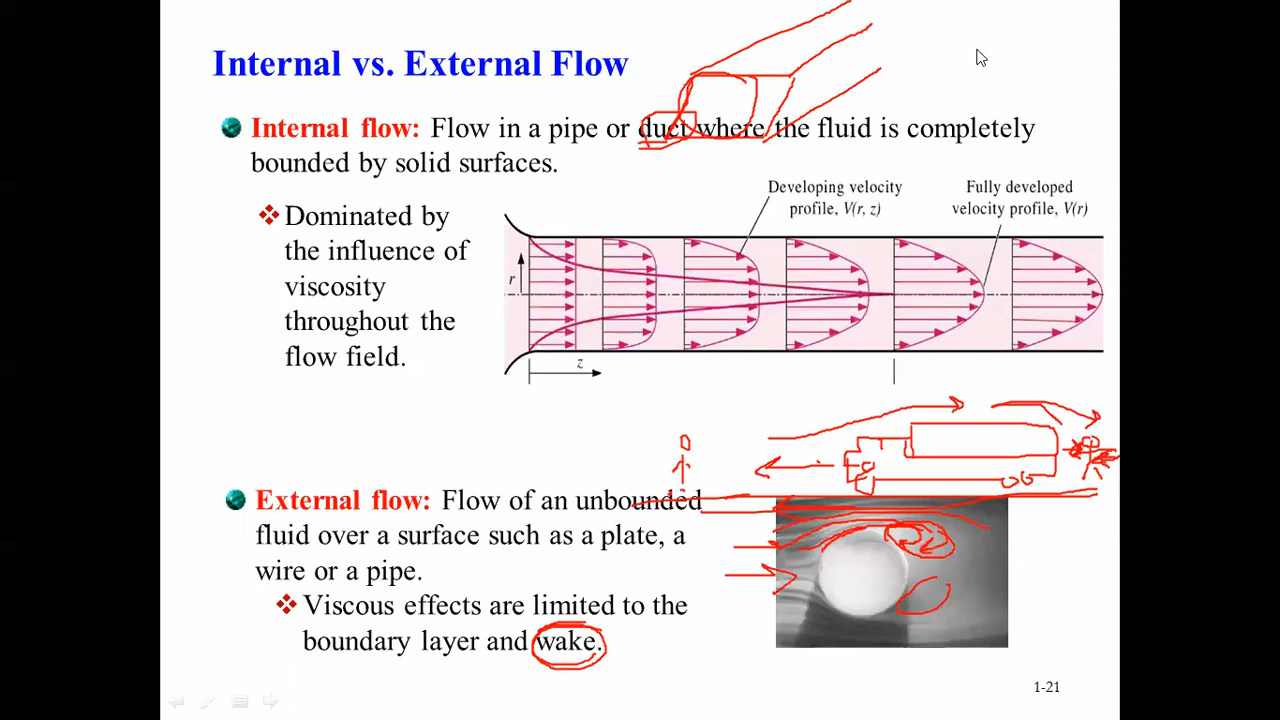 Internal vs. External Flow
Internal flow: Flow in a pipe or duct where the fluid is completely
bounded by solid surfaces.
Developing velocity
profile, V(r, z)
Fully developed
velocity profile, V(r)
Dominated by
the influence of
viscosity
throughout the
flow field.
r
z
External flow: Flow of an unbounded
fluid over a surface such as a plate, a
wire or a pipe.
Viscous effects are limited to the
boundary layer and wake.
1-21